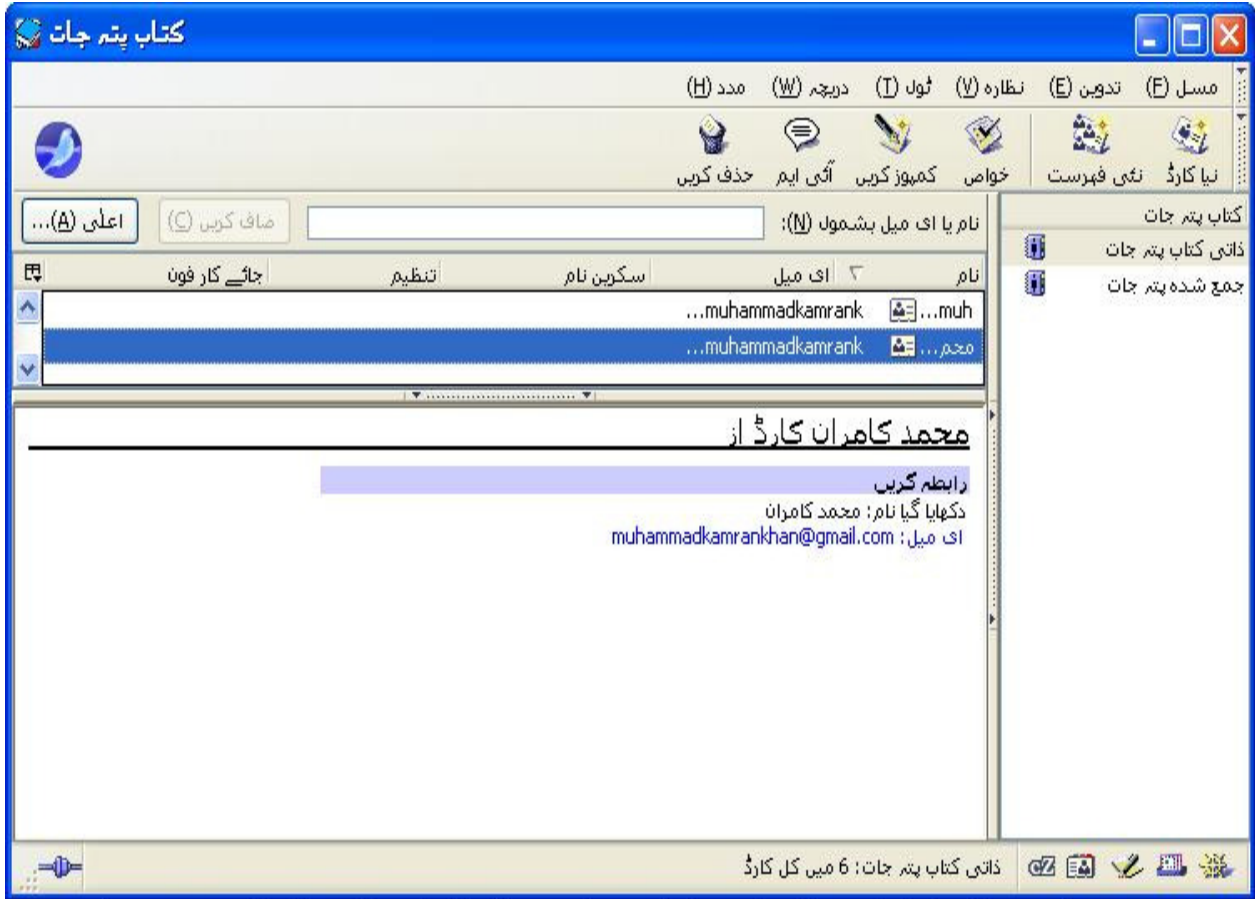 کتاب پتہ جات
مسل (F) تدوین (E) نظارہ (V) ٹول (T) دریچہ (W) مدد (H)
نیا کارڈ نئی فہرست خواص کمپوز کریں آئی ایم حذف کریں
کتاب پتہ جات
ذاتی کتاب پتہ جات
جمع شدہ پتہ جات
نام یا ای میل بشمول (N): صاف کریں (C) اعلٰی (A)...
نام ای میل سکرین نام تنظیم جائے کار فون
muh... muhammadkamrank...
محم... muhammadkamrank...
محمد کامران کارڈ از
رابطہ کریں
دکھایا گیا نام: محمد کامران
ای میل: muhammadkamrankhan@gmail.com
ذاتی کتاب پتہ جات: 6 میں کل کارڈ
cZ